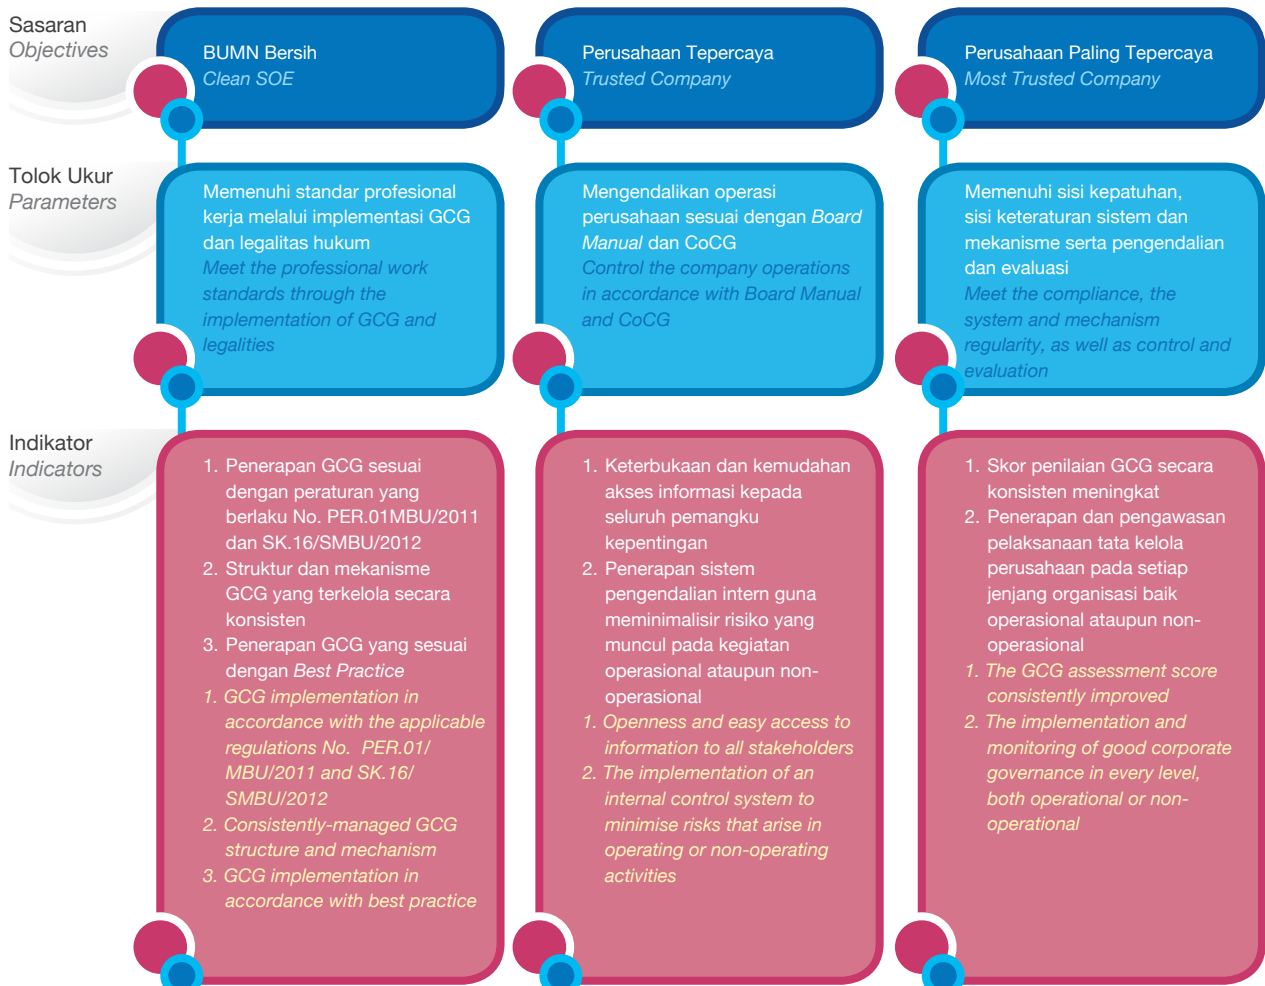 Sasaran
Objectives
BUMN Bersih
Clean SOE
Perusahaan Tepercaya
Trusted Company
Perusahaan Paling Tepercaya
Most Trusted Company
Tolok Ukur
Parameters
Memenuhi standar profesional
kerja melalui implementasi GCG
dan legalitas hukum
Meet the professional work
standards through the
implementation of GCG and
legalities
Mengendalikan operasi
perusahaan sesuai dengan Board
Manual dan CoCG
Control the company operations
in accordance with Board Manual
and CoCG
Memenuhi sisi kepatuhan,
sisi keteraturan sistem dan
mekanisme serta pengendalian
dan evaluasi
Meet the compliance, the
system and mechanism
regularity, as well as control and
evaluation
Indikator
Indicators
1. Penerapan GCG sesuai
dengan peraturan yang
berlaku No. PER.01MBU/2011
dan SK.16/SMBU/2012
2. Struktur dan mekanisme
GCG yang terkelola secara
konsisten
3. Penerapan GCG yang sesuai
dengan Best Practice
1. GCG implementation in
accordance with the applicable
regulations No. PER.01/
MBU/2011 and SK.16/
SMBU/2012
2. Consistently-managed GCG
structure and mechanism
3. GCG implementation in
accordance with best practice
1. Keterbukaan dan kemudahan
akses informasi kepada
seluruh pemangku
kepentingan
2. Penerapan sistem
pengendalian intern guna
meminimalisir risiko yang
muncul pada kegiatan
operasional ataupun non-
operasional
1. Openness and easy access to
information to all stakeholders
2. The implementation of an
internal control system to
minimise risks that arise in
operating or non-operating
activities
1. Skor penilaian GCG secara
konsisten meningkat
2. Penerapan dan pengawasan
pelaksanaan tata kelola
perusahaan pada setiap
jenjang organisasi baik
operasional ataupun non-
operasional
1. The GCG assessment score
consistently improved
2. The implementation and
monitoring of good corporate
governance in every level,
both operational or non-
operational